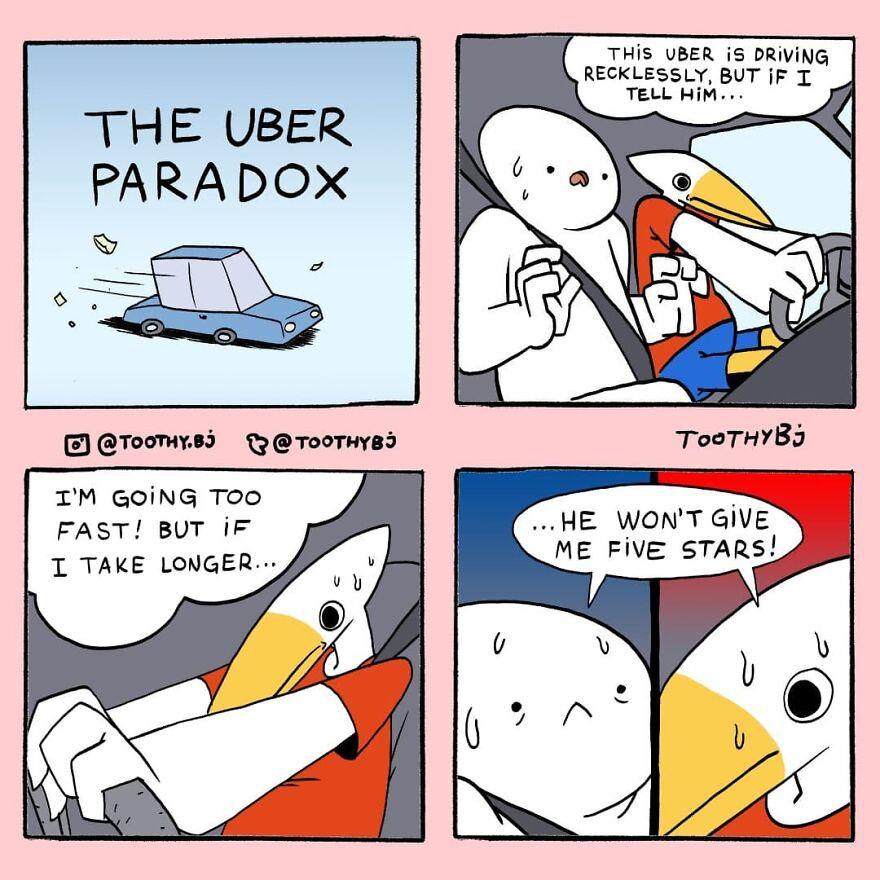 THE UBER
PARADOX
THiS UBER iS DRiViNG
RECKLESSLY, BUT iF I
TELL HiM...
@TOOTHY.Bj @TOOTHYBj
TOOTHYBj
I'M GOiNG TOO
FAST! BUT iF
I TAKE LONGER...
...HE WON'T GiVE
ME FiVE STARS!